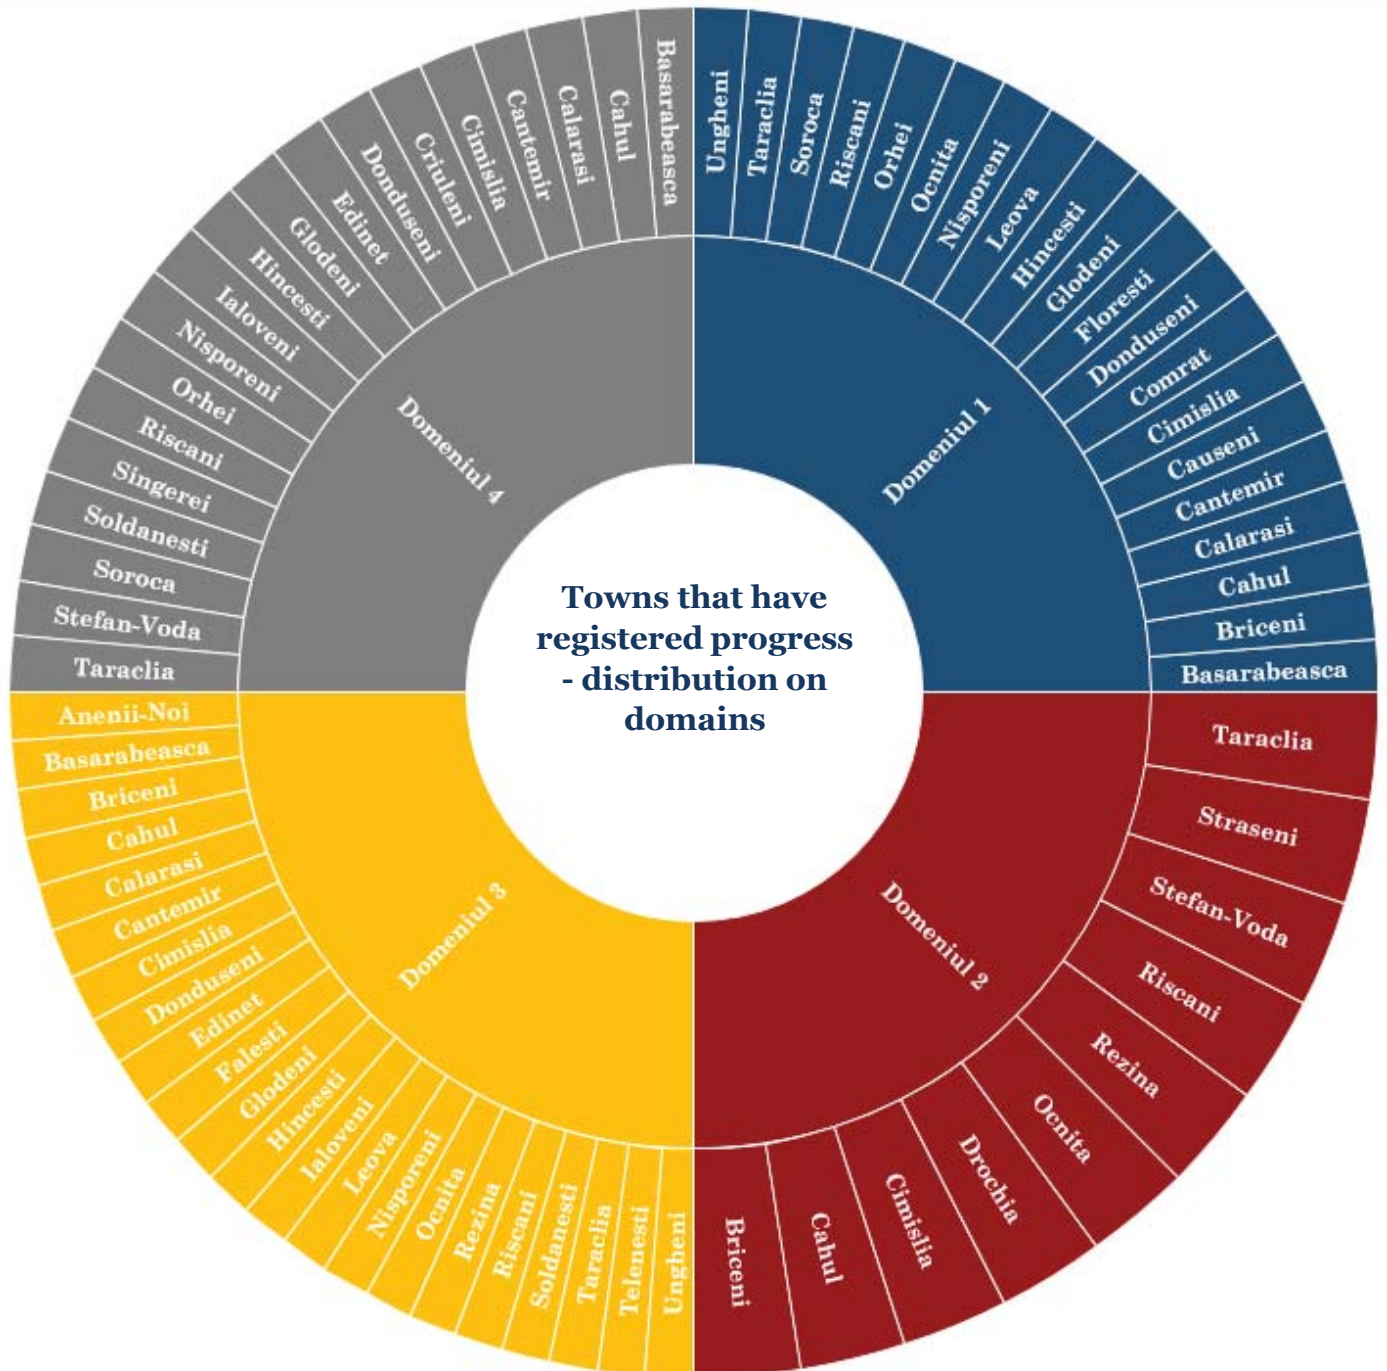 Towns that have
registered progress
- distribution on
domains
Domeniul 1
Ungheni
Taraclia
Soroca
Riscani
Orhei
Ocnita
Nisporeni
Leova
Hincesti
Glodeni
Floresti
Donduseni
Comrat
Cimislia
Causeni
Cantemir
Calarasi
Cahul
Briceni
Basarabeasca
Domeniul 2
Taraclia
Straseni
Stefan-Voda
Riscani
Rezina
Ocnita
Drochia
Cimislia
Cahul
Briceni
Domeniul 3
Ungheni
Telenesti
Taraclia
Soldanesti
Riscani
Rezina
Ocnita
Nisporeni
Leova
Ialoveni
Hincesti
Glodeni
Falesti
Edinet
Donduseni
Cimislia
Cantemir
Calarasi
Cahul
Briceni
Basarabeasca
Anenii-Noi
Domeniul 4
Taraclia
Stefan-Voda
Soroca
Soldanesti
Singerei
Riscani
Orhei
Nisporeni
Ialoveni
Hincesti
Glodeni
Edinet
Donduseni
Criuleni
Cimislia
Cantemir
Calarasi
Cahul
Basarabeasca